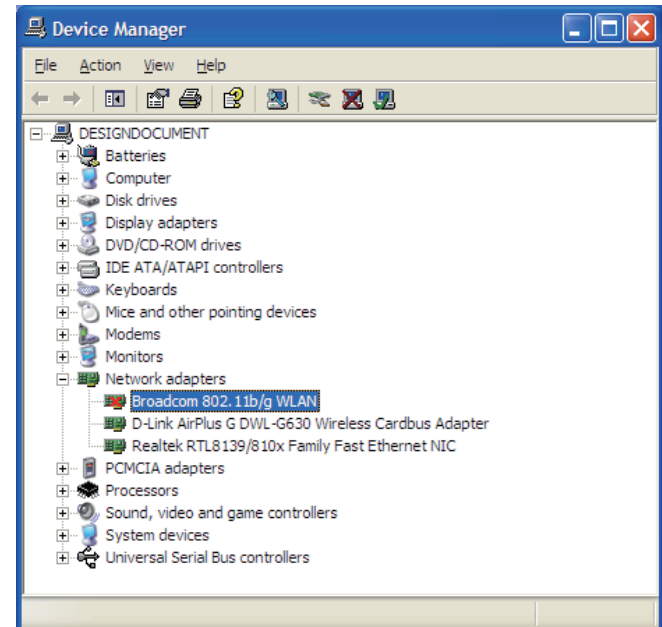 Device Manager
File Action View Help
DESIGNDOCUMENT
Batteries
Computer
Disk drives
Display adapters
DVD/CD-ROM drives
IDE ATA/ATAPI controllers
Keyboards
Mice and other pointing devices
Modems
Monitors
Network adapters
Broadcom 802.11b/g WLAN
D-Link AirPlus G DWL-G630 Wireless Cardbus Adapter
Realtek RTL8139/810x Family Fast Ethernet NIC
PCMCIA adapters
Processors
Sound, video and game controllers
System devices
Universal Serial Bus controllers